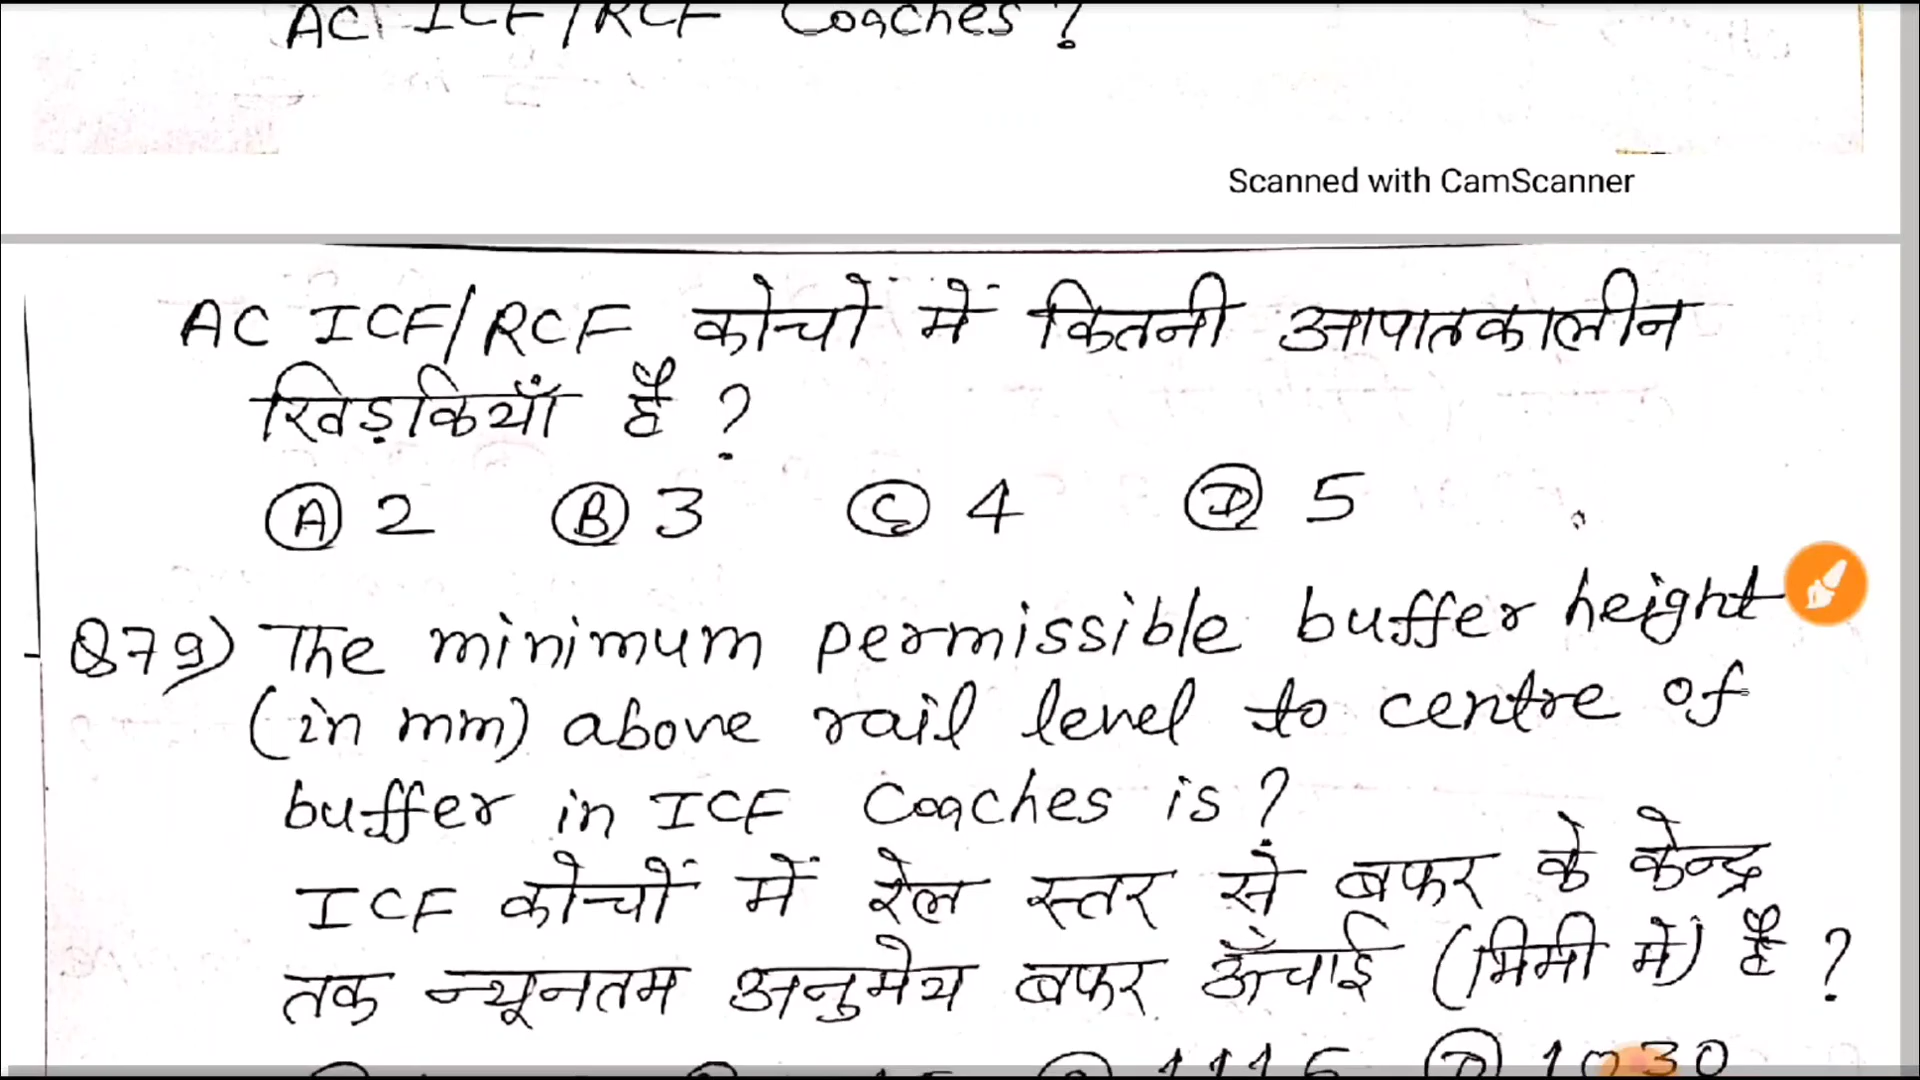 AC ICF/RCF Coaches?
Scanned with CamScanner
AC ICF/RCF कोचों में कितनी आपातकालीन
खिड़कियाँ है ?
Ⓐ 2 Ⓑ 3 Ⓒ 4 Ⓓ 5
Q79) The minimum permissible buffer height
(in mm) above rail level to centre of
buffer in ICF Coaches is ?
ICF कोचों में रेल स्तर से बफर के केन्द्र
तक न्यूनतम अनुमेय बफर ऊँचाई (मिमी में) है ?
Ⓓ 1030